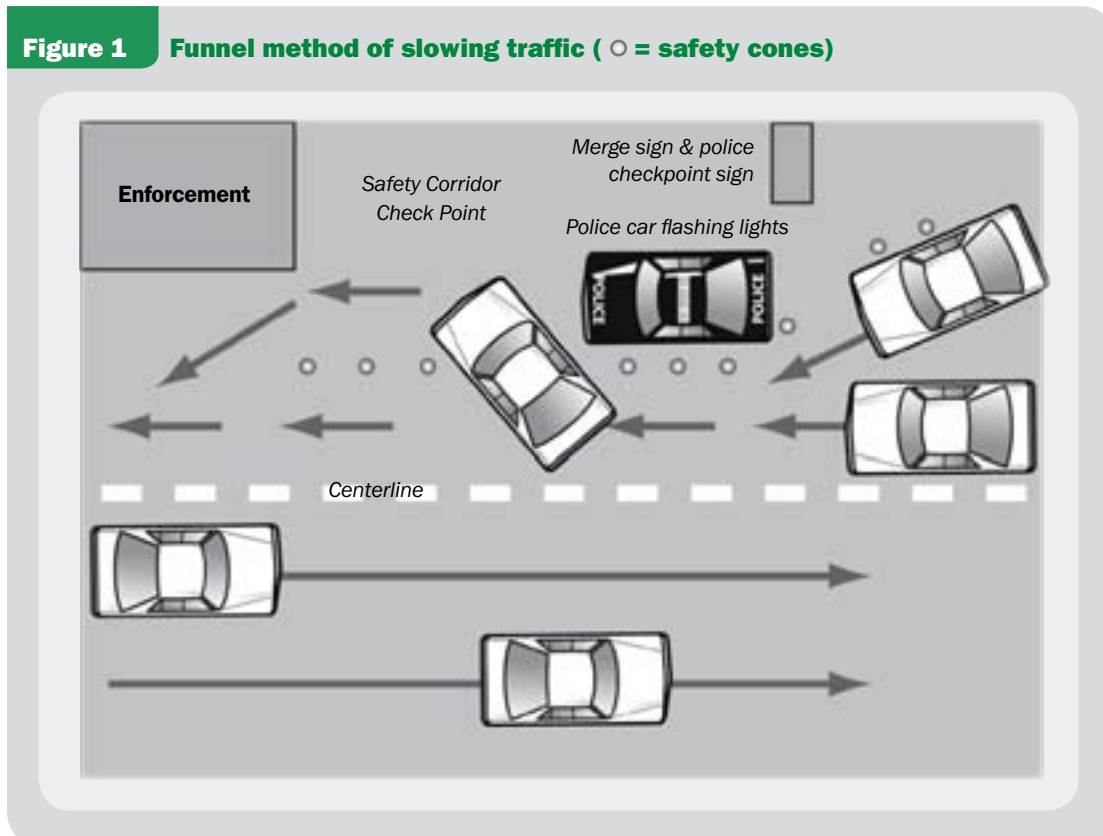 Figure 1 Funnel method of slowing traffic ( = safety cones)
Merge sign & police
checkpoint sign
Enforcement
Safety Corridor
Check Point
Police car flashing lights
POLICE
POLICE
Centerline